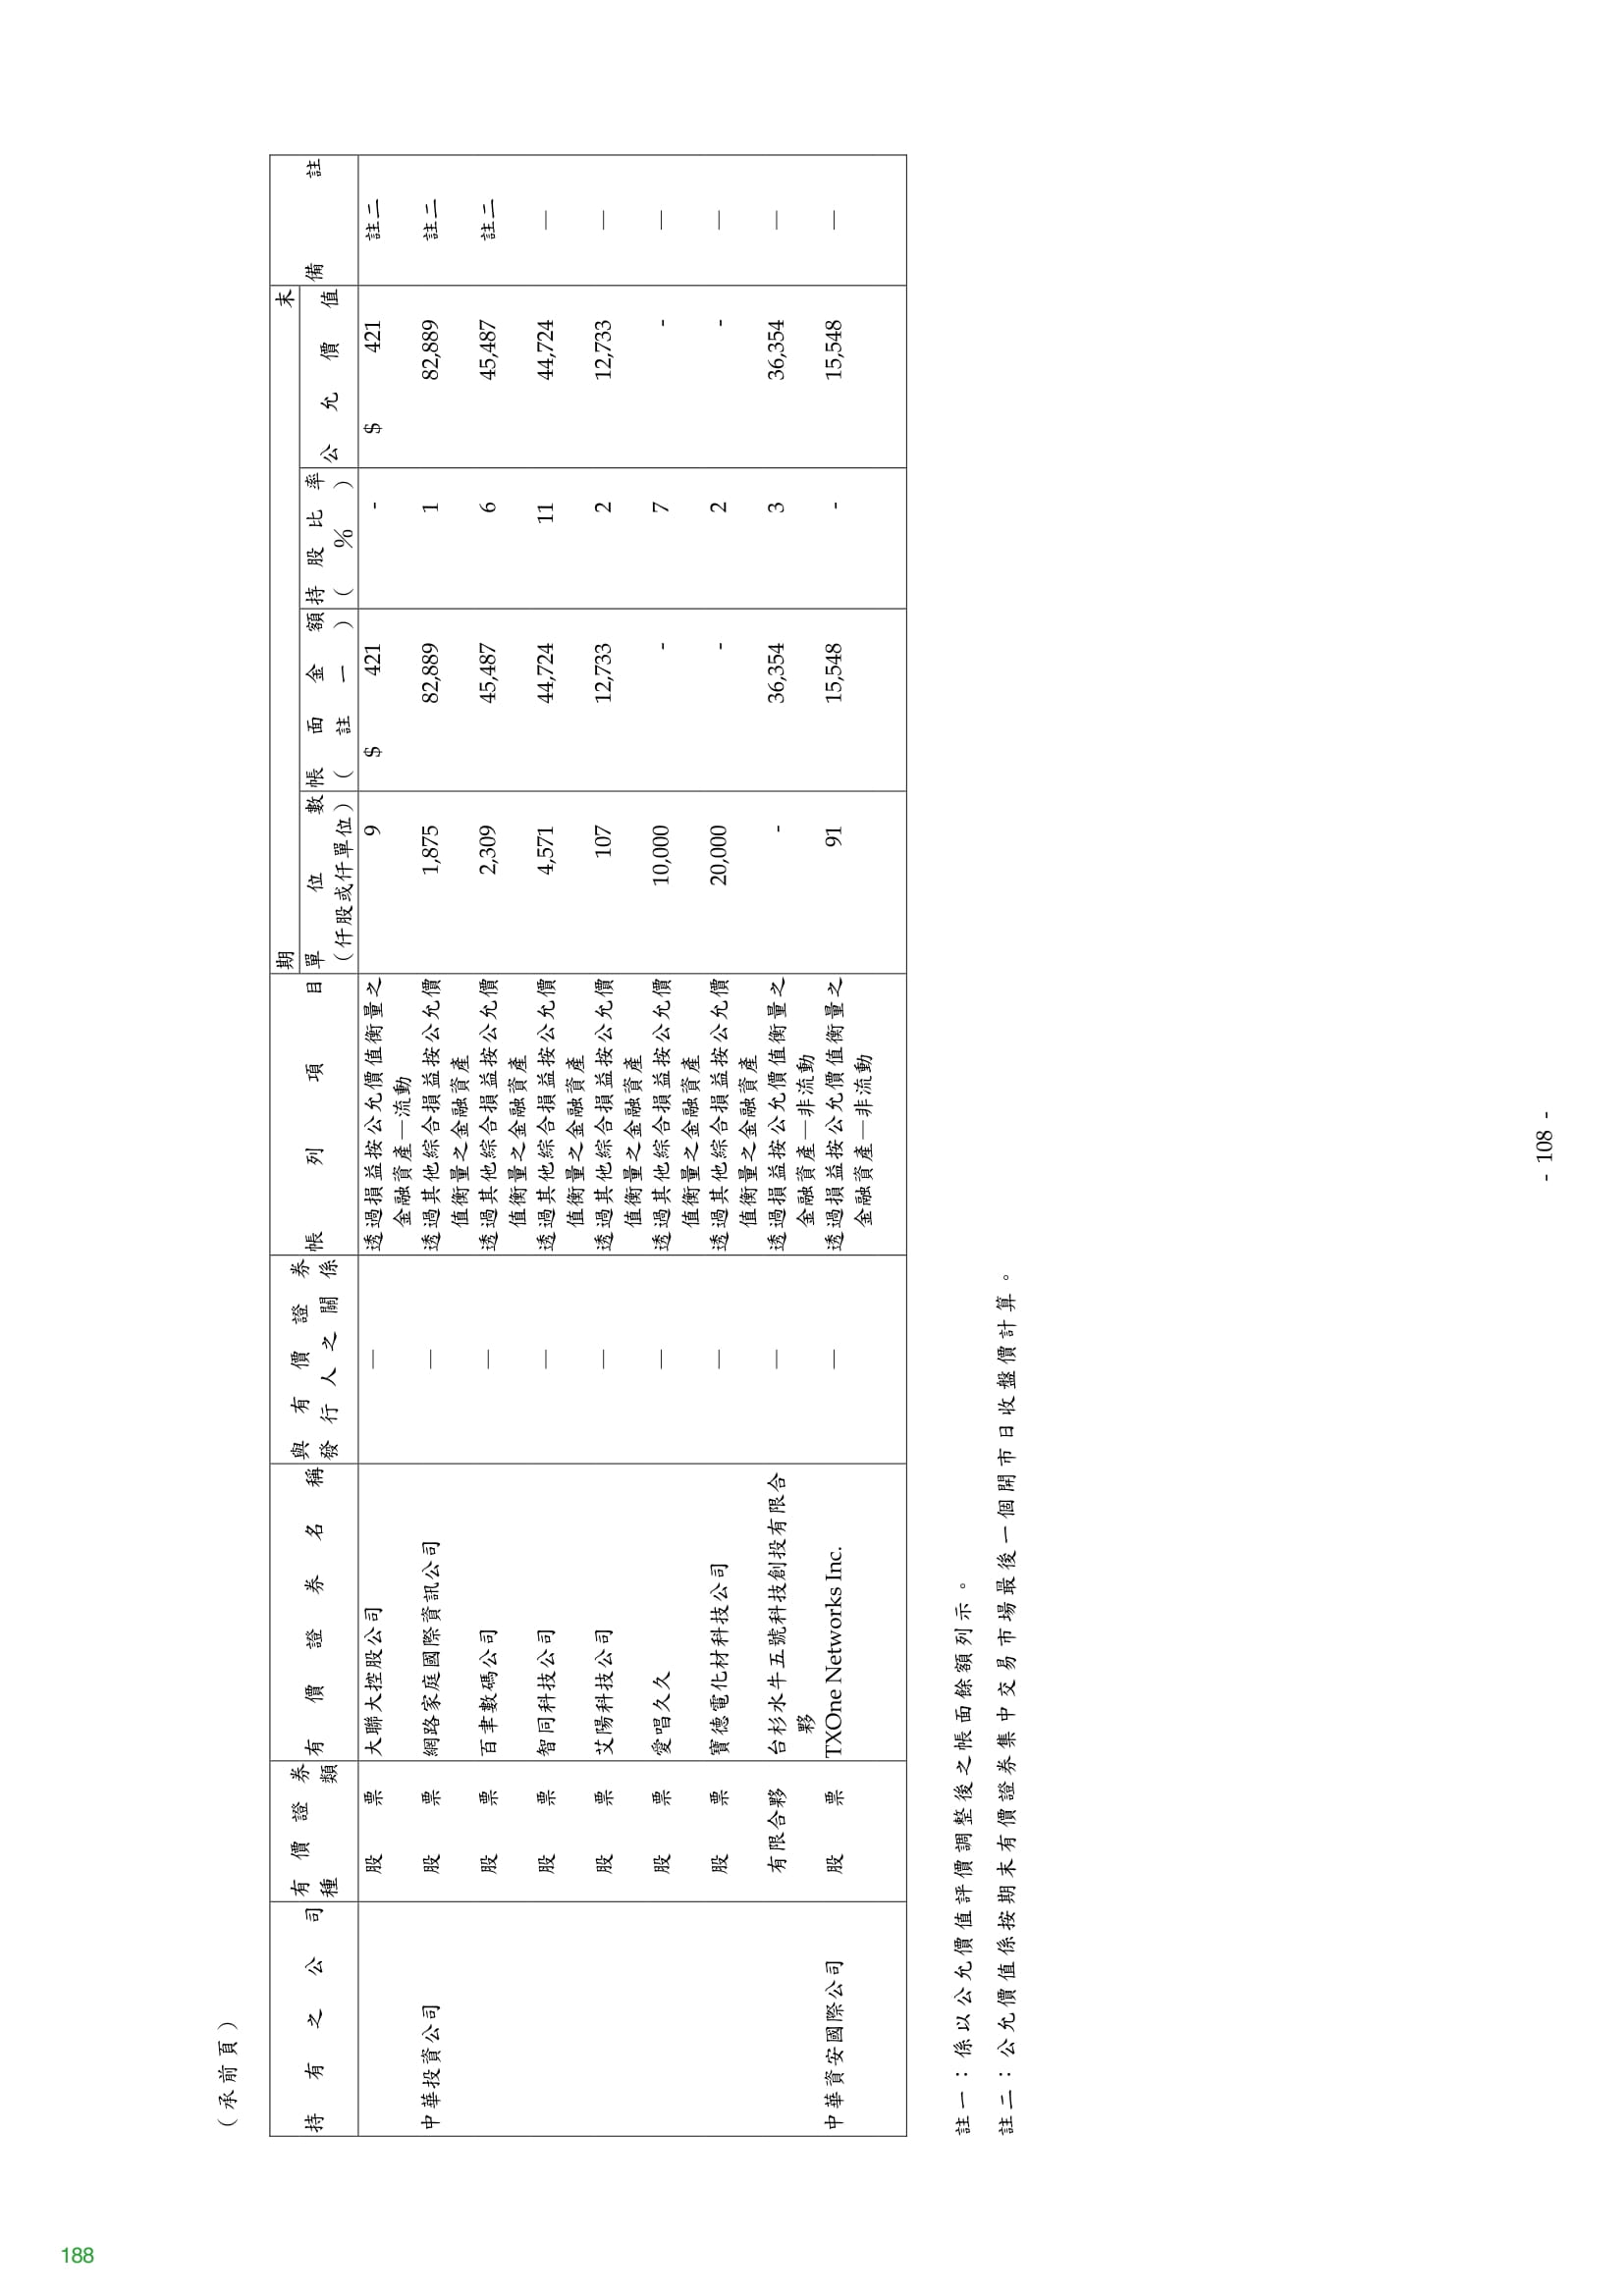 （承前頁）
持有之公司 有價證券種類 有價證券名稱 與有價證券發行人之關係 帳列項目 期末 備註
單位數（仟股或仟單位） 帳面金額（註一） 持股比率（%） 公允價值
股票 大聯大控股公司 — 透過損益按公允價值衡量之金融資產—流動 9 $ 421 - $ 421 註二
中華投資公司 股票 網路家庭國際資訊公司 — 透過其他綜合損益按公允價值衡量之金融資產 1,875 82,889 1 82,889 註二
股票 百聿數碼公司 — 透過其他綜合損益按公允價值衡量之金融資產 2,309 45,487 6 45,487 註二
股票 智同科技公司 — 透過其他綜合損益按公允價值衡量之金融資產 4,571 44,724 11 44,724 —
股票 艾陽科技公司 — 透過其他綜合損益按公允價值衡量之金融資產 107 12,733 2 12,733 —
股票 愛唱久久 — 透過其他綜合損益按公允價值衡量之金融資產 10,000 - 7 - —
股票 寶德電化材科技公司 — 透過其他綜合損益按公允價值衡量之金融資產 20,000 - 2 - —
有限合夥 台杉水牛五號科技創投有限合夥 — 透過損益按公允價值衡量之金融資產—非流動 - 36,354 3 36,354 —
中華資安國際公司 股票 TXOne Networks Inc. — 透過損益按公允價值衡量之金融資產—非流動 91 15,548 - 15,548 —
註一：係以公允價值評價調整後之帳面餘額列示。
註二：公允價值係按期末有價證券集中交易市場最後一個開市日收盤價計算。
- 108 -
188